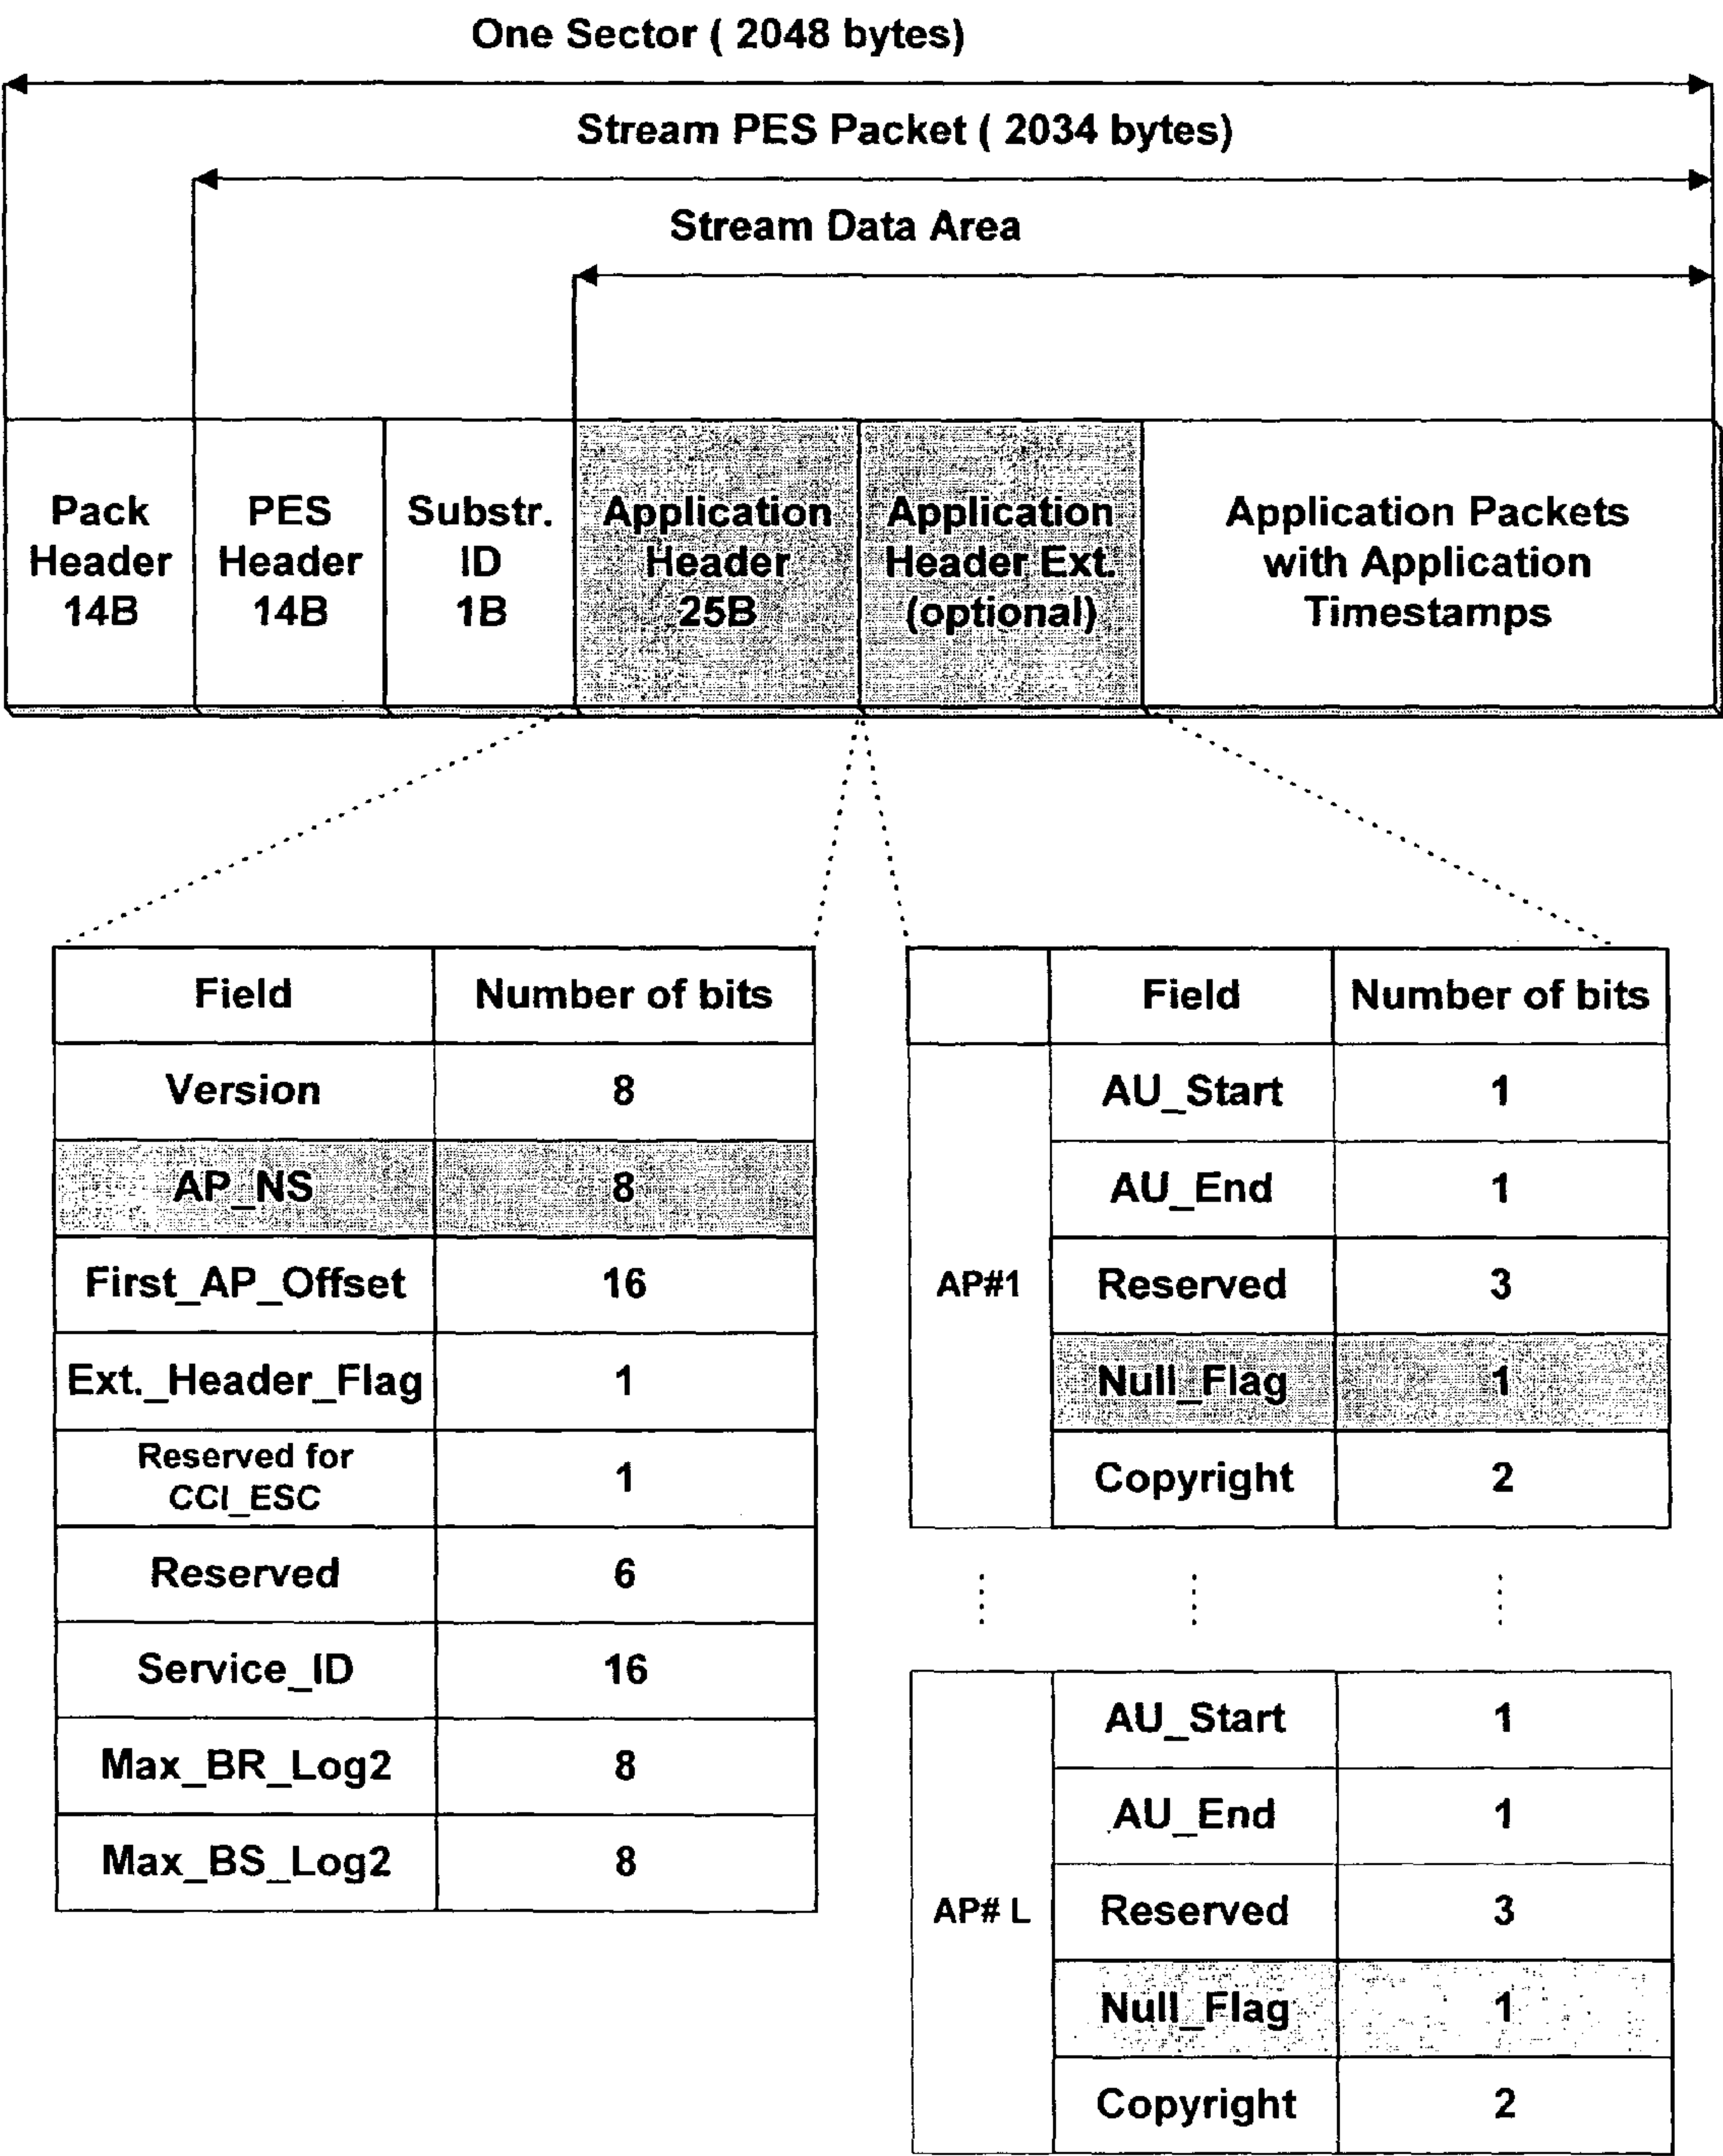 One Sector ( 2048 bytes)
Stream PES Packet ( 2034 bytes)
Stream Data Area
Pack
Header
14B
PES
Header
14B
Substr.
ID
1B
Application
Header
25B
Application
Header Ext.
(optional)
Application Packets
with Application
Timestamps
Field Number of bits
Version 8
AP_NS 8
First_AP_Offset 16
Ext._Header_Flag 1
Reserved for
CCI_ESC 1
Reserved 6
Service_ID 16
Max_BR_Log2 8
Max_BS_Log2 8
Field Number of bits
AP#1
AU_Start 1
AU_End 1
Reserved 3
Null_Flag 1
Copyright 2
AP# L
AU_Start 1
AU_End 1
Reserved 3
Null_Flag 1
Copyright 2